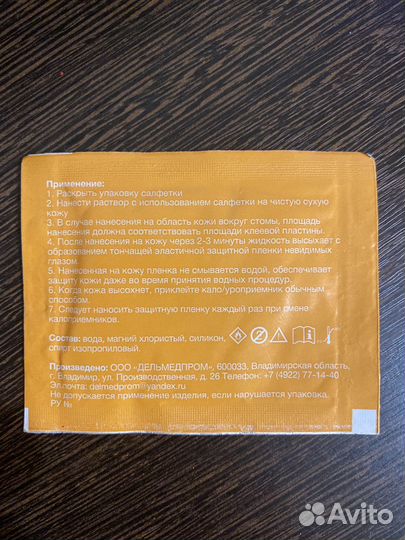 Применение:
1. Раскрыть упаковку салфетки
2. Нанести раствор с использованием салфетки на чистую сухую
кожу
3. В случае нанесения на область кожи вокруг стомы, площадь
нанесения должна соответствовать площади клеевой пластины.
4. После нанесения на кожу через 2-3 минуты жидкость высыхает с
образованием тончайшей эластичной защитной пленки невидимых
глазом.
5. Нанесенная на кожу пленка не смывается водой, обеспечивает
защиту кожи даже во время принятия водных процедур.
6. Когда кожа высохнет, приклейте кало/уроприемник обычным
способом.
7. Следует наносить защитную пленку каждый раз при смене
калоприемников.
Состав: вода, магний хлористый, силикон,
спирт изопропиловый.
Произведено: ООО «ДЕЛЬМЕДПРОМ», 600033, Владимирская область,
г. Владимир, ул. Производственная, д. 26 Телефон: +7 (4922) 77-14-40
Эл.почта: delmedprom@yandex.ru
Не допускается применение изделия, если нарушается упаковка.
РУ №
Avito